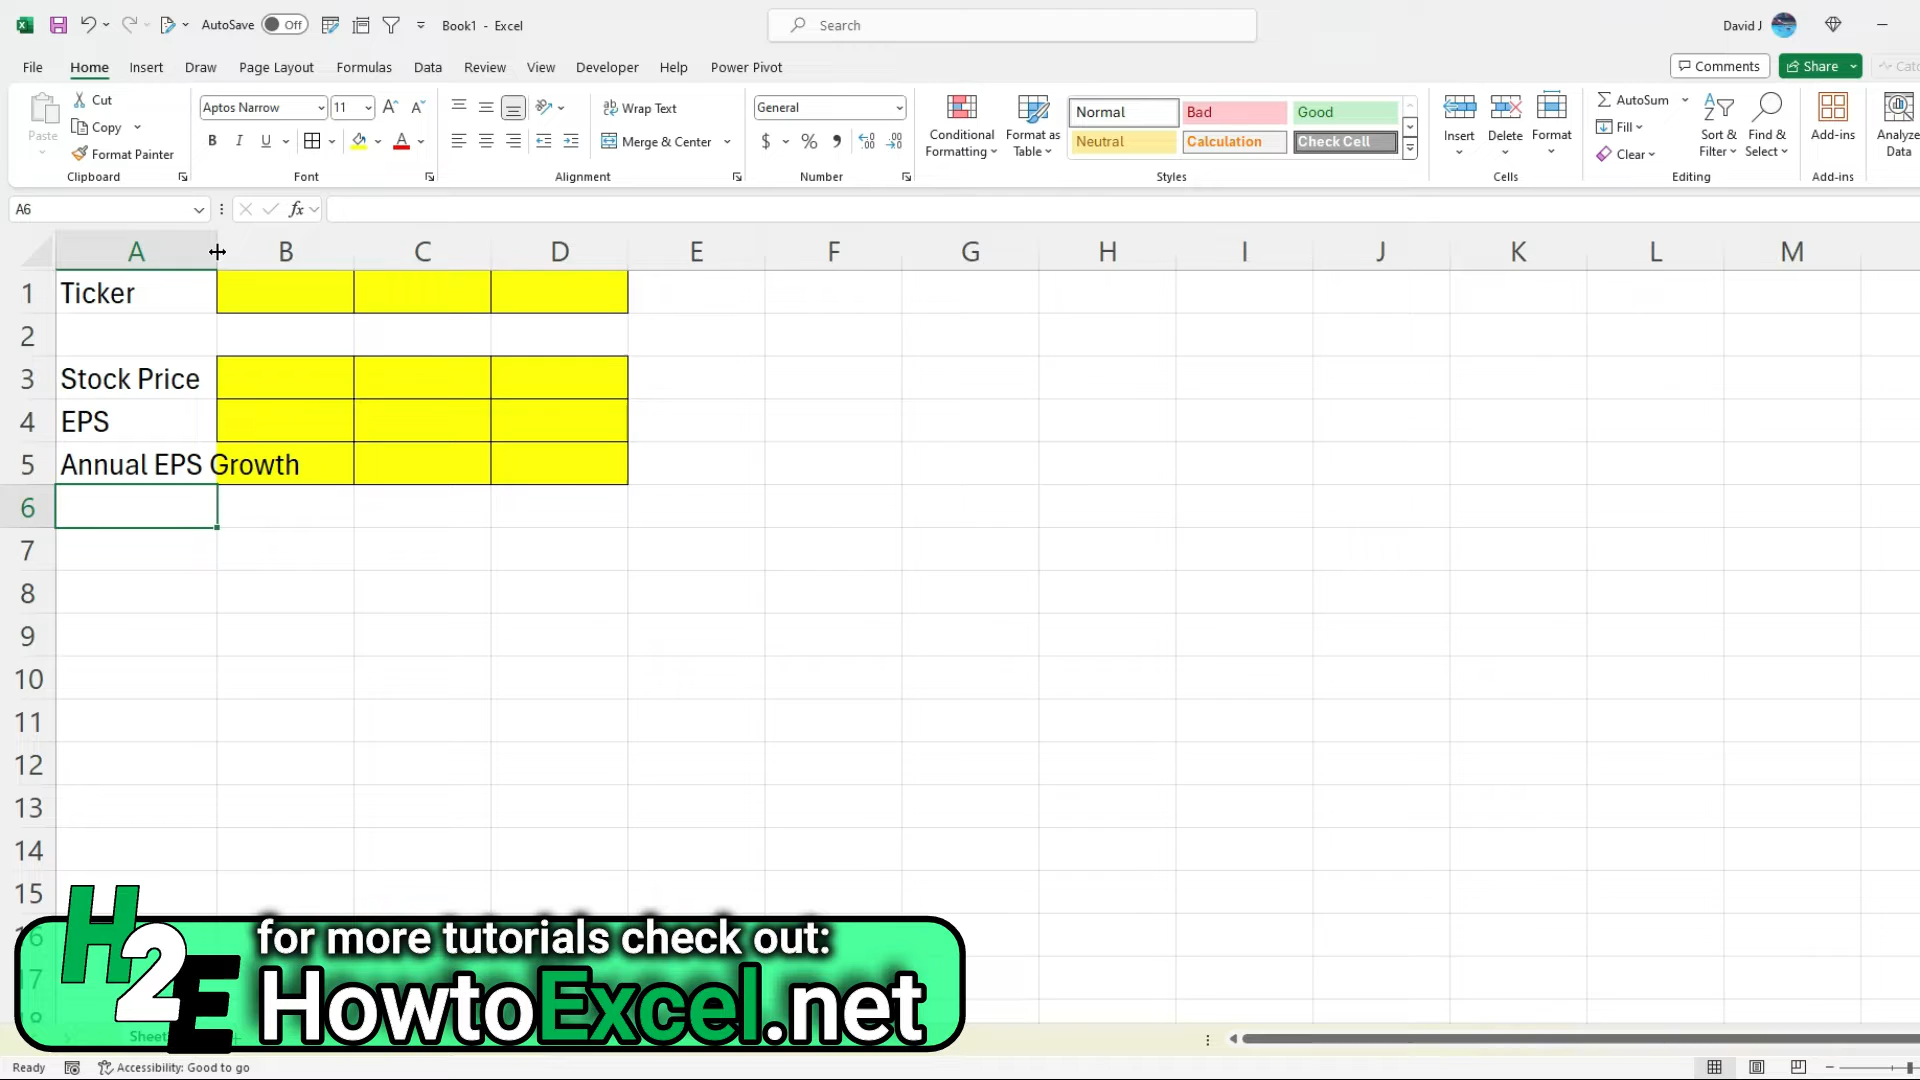 AutoSave Off Book1 - Excel Search David J
File Home Insert Draw Page Layout Formulas Data Review View Developer Help Power Pivot Comments Share
Paste Cut Copy Format Painter Clipboard
Aptos Narrow 11 A A B I U A Font
Wrap Text Merge & Center Alignment
General $ % , Number
Conditional Formatting Format as Table
Normal Bad Good
Neutral Calculation Check Cell
Styles
Insert Delete Format Cells
AutoSum Fill Clear Sort & Filter Find & Select Editing
Add-ins Add-ins
Analyze Data
A6 fx
A B C D E F G H I J K L M
1 Ticker
2
3 Stock Price
4 EPS
5 Annual EPS Growth
6
7
8
9
10
11
12
13
14
15
H2E
for more tutorials check out:
HowtoExcel.net
Ready Accessibility: Good to go